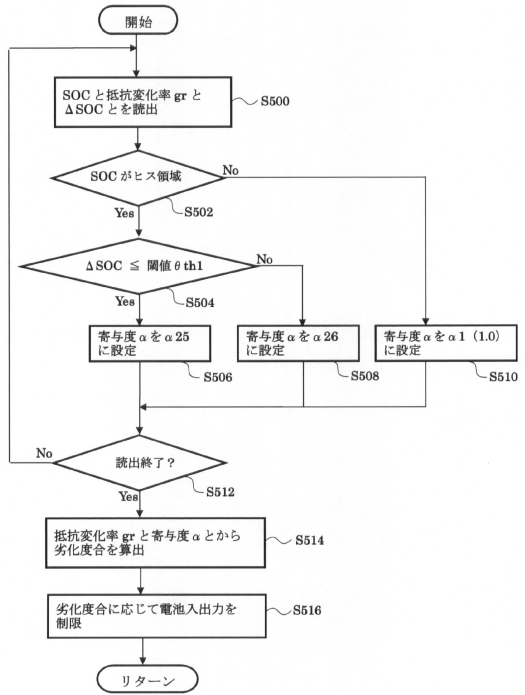 開始
SOCと抵抗変化率grと
ΔSOCとを読出
S500
SOCがヒス領域
No
S502
Yes
ΔSOC ≦ 閾値θth1
No
S504
Yes
寄与度αをα25
に設定
S506
寄与度αをα26
に設定
S508
寄与度αをα1（1.0）
に設定
S510
No
読出終了？
S512
Yes
抵抗変化率grと寄与度αとから
劣化度合を算出
S514
劣化度合に応じて電池入出力を
制限
S516
リターン